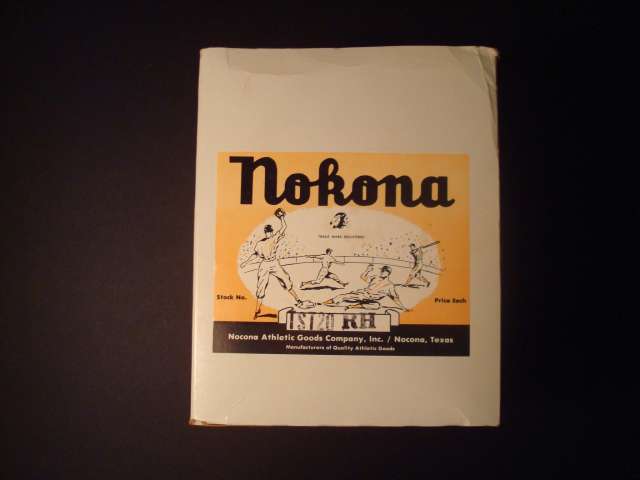 Nokona
TRADE MARK REGISTERED
Stock No.
Price Each
TST20 RH
Nocona Athletic Goods Company, Inc. / Nocona, Texas
Manufacturers of Quality Athletic Goods